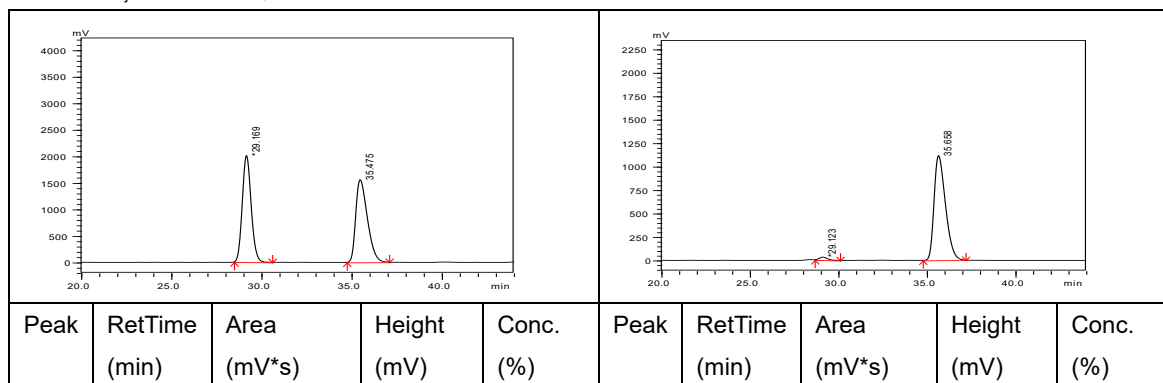 mV
4000
3500
3000
2500
2000
1500
1000
500
0
*29.169
35.475
20.0 25.0 30.0 35.0 40.0 min
mV
2250
2000
1750
1500
1250
1000
750
500
250
0
*29.123
35.658
20.0 25.0 30.0 35.0 40.0 min
Peak RetTime Area Height Conc.
(min) (mV*s) (mV) (%)
Peak RetTime Area Height Conc.
(min) (mV*s) (mV) (%)